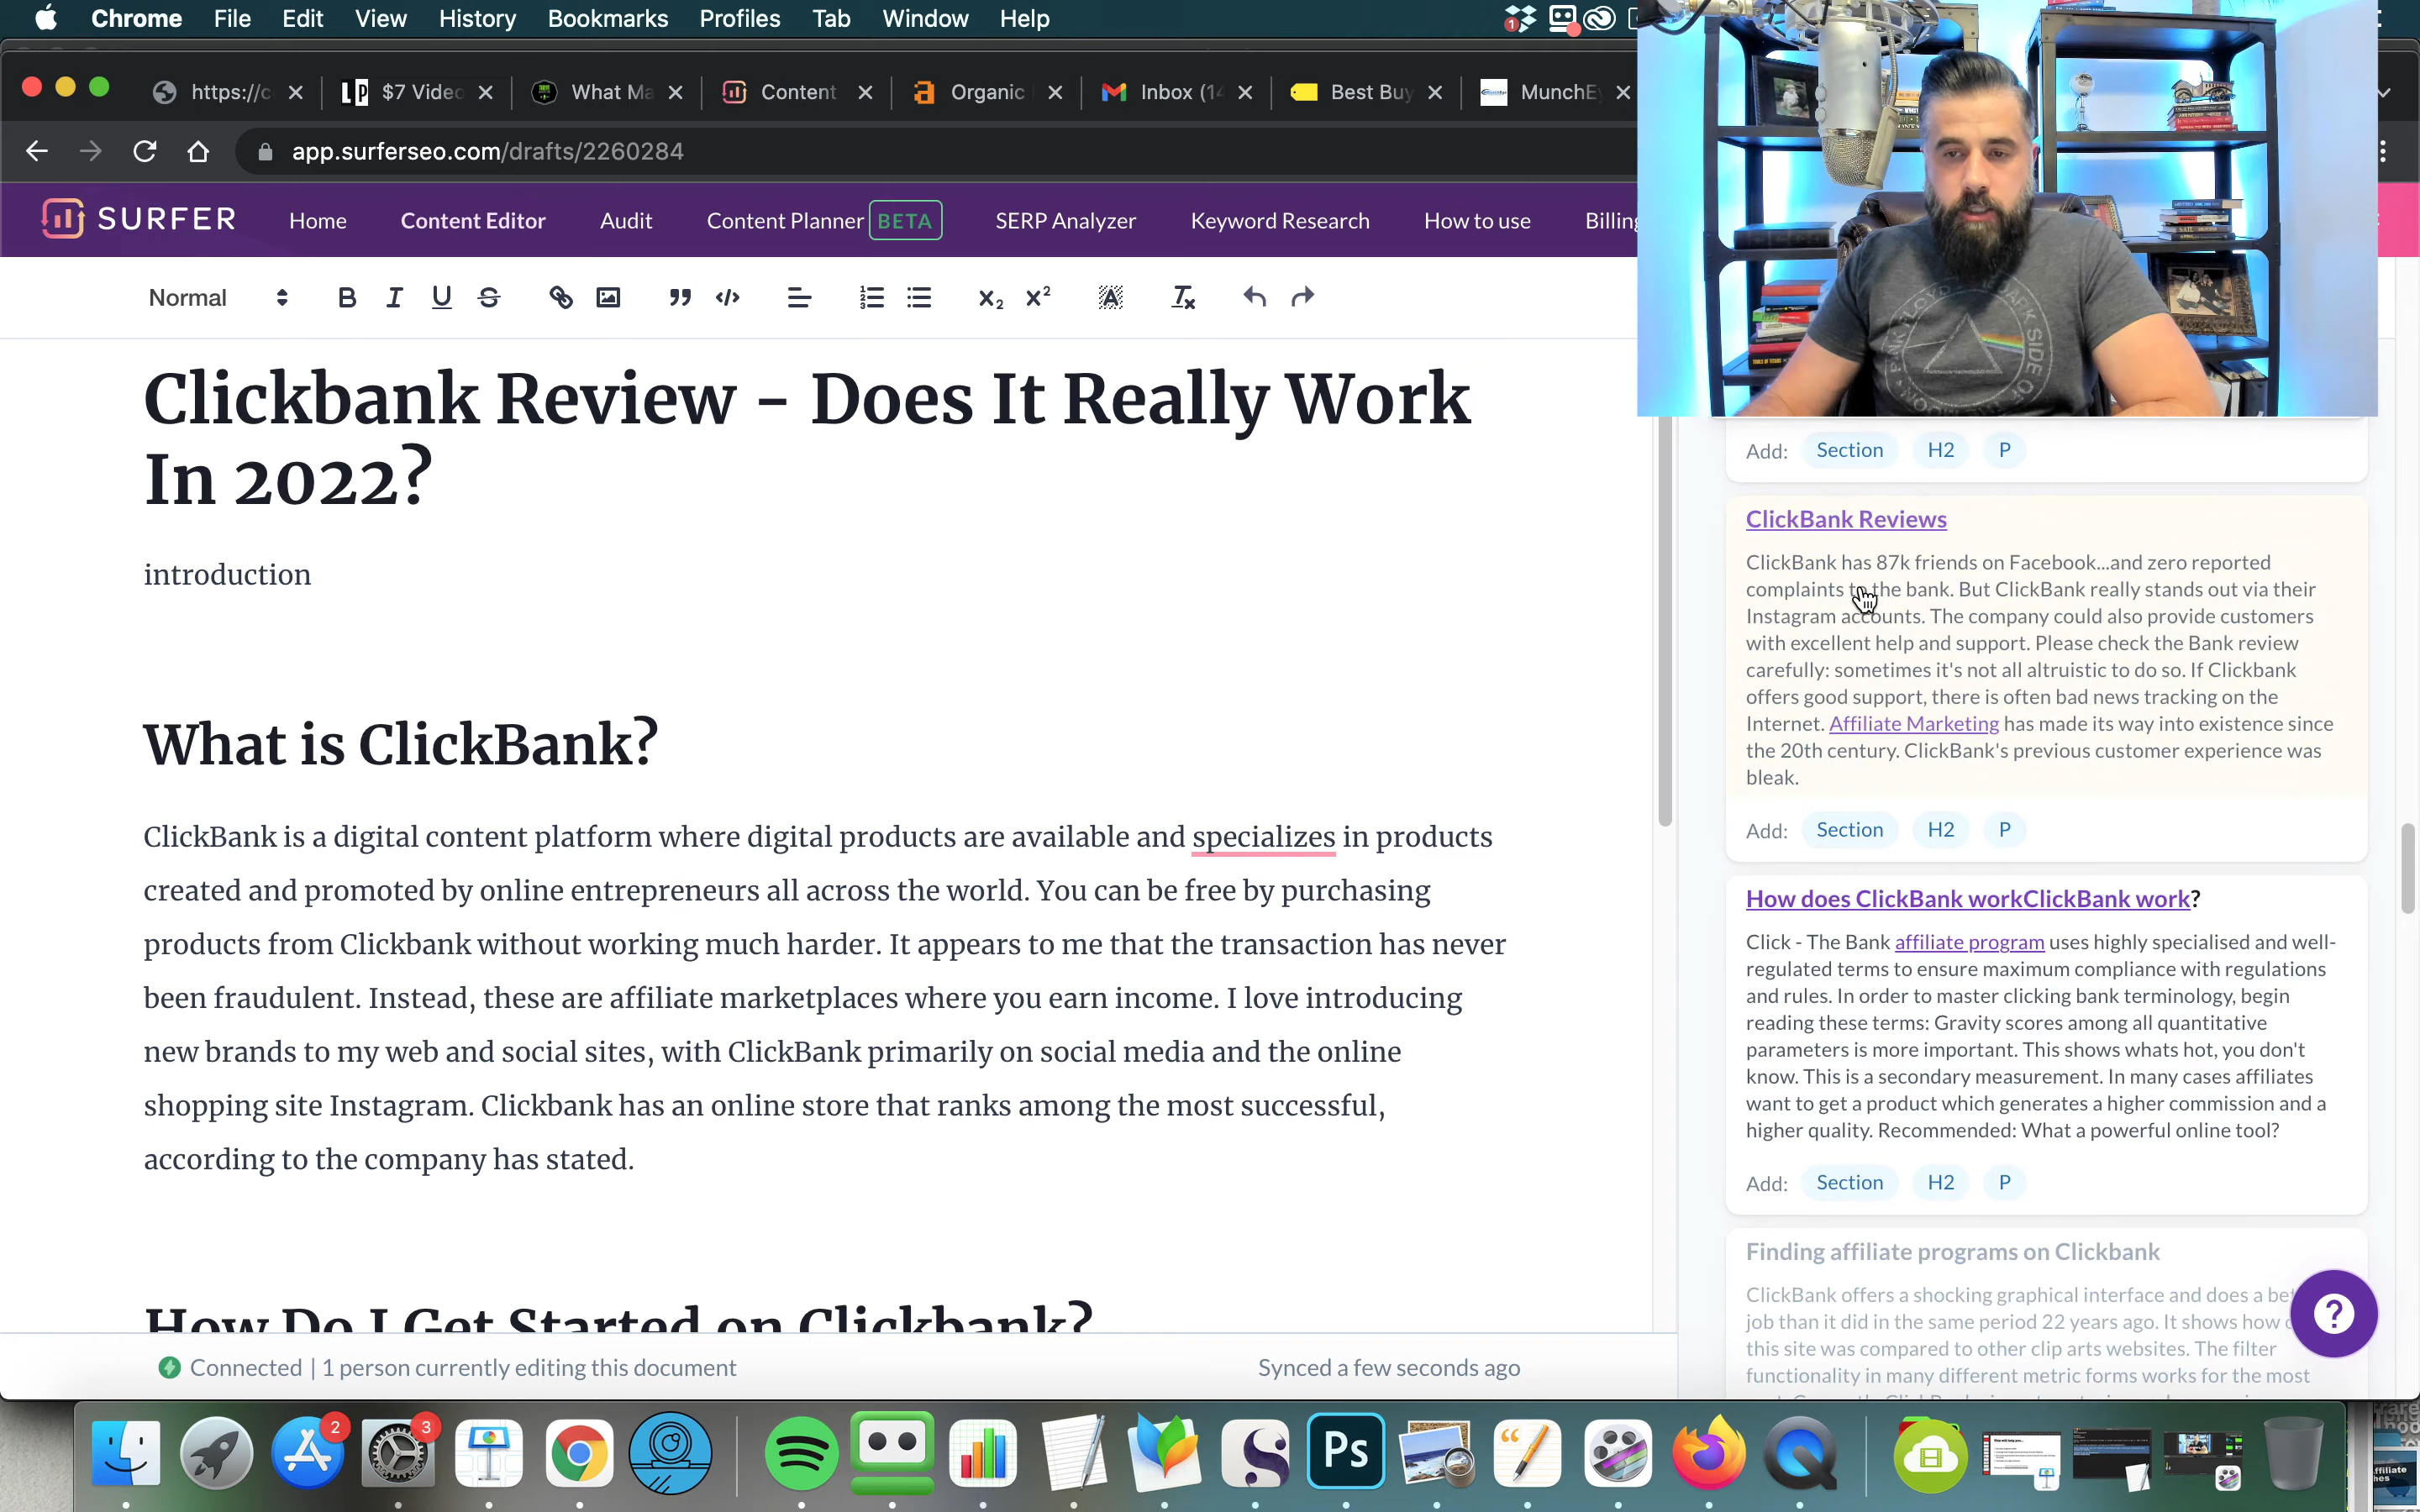 Chrome File Edit View History Bookmarks Profiles Tab Window Help
https://c $7 Videc What Ma Content Organic Inbox (14 Best Buy MunchE
app.surferseo.com/drafts/2260284
SURFER Home Content Editor Audit Content Planner BETA SERP Analyzer Keyword Research How to use Billing
Normal
Clickbank Review - Does It Really Work
In 2022?
introduction
What is ClickBank?
ClickBank is a digital content platform where digital products are available and specializes in products
created and promoted by online entrepreneurs all across the world. You can be free by purchasing
products from Clickbank without working much harder. It appears to me that the transaction has never
been fraudulent. Instead, these are affiliate marketplaces where you earn income. I love introducing
new brands to my web and social sites, with ClickBank primarily on social media and the online
shopping site Instagram. Clickbank has an online store that ranks among the most successful,
according to the company has stated.
How Do I Get Started on Clickbank?
Connected | 1 person currently editing this document Synced a few seconds ago
Add: Section H2 P
ClickBank Reviews
ClickBank has 87k friends on Facebook...and zero reported
complaints to the bank. But ClickBank really stands out via their
Instagram accounts. The company could also provide customers
with excellent help and support. Please check the Bank review
carefully: sometimes it's not all altruistic to do so. If Clickbank
offers good support, there is often bad news tracking on the
Internet. Affiliate Marketing has made its way into existence since
the 20th century. ClickBank's previous customer experience was
bleak.
Add: Section H2 P
How does ClickBank workClickBank work?
Click - The Bank affiliate program uses highly specialised and well-
regulated terms to ensure maximum compliance with regulations
and rules. In order to master clicking bank terminology, begin
reading these terms: Gravity scores among all quantitative
parameters is more important. This shows whats hot, you don't
know. This is a secondary measurement. In many cases affiliates
want to get a product which generates a higher commission and a
higher quality. Recommended: What a powerful online tool?
Add: Section H2 P
Finding affiliate programs on Clickbank
ClickBank offers a shocking graphical interface and does a be
job than it did in the same period 22 years ago. It shows how
this site was compared to other clip arts websites. The filter
functionality in many different metric forms works for the most
2 3 Ps